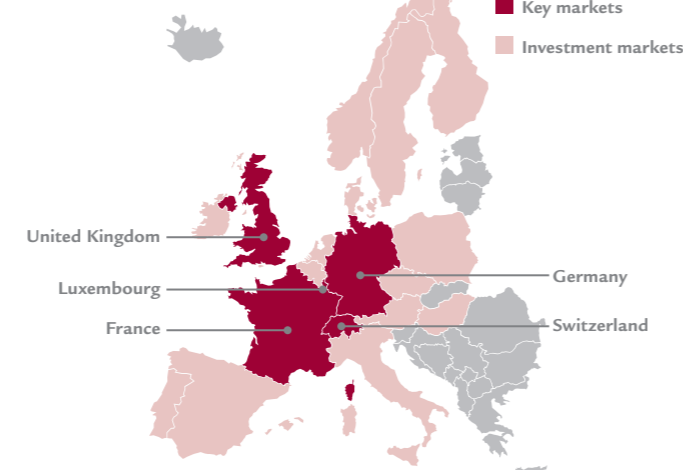 Key markets
Investment markets
United Kingdom
Luxembourg
France
Germany
Switzerland